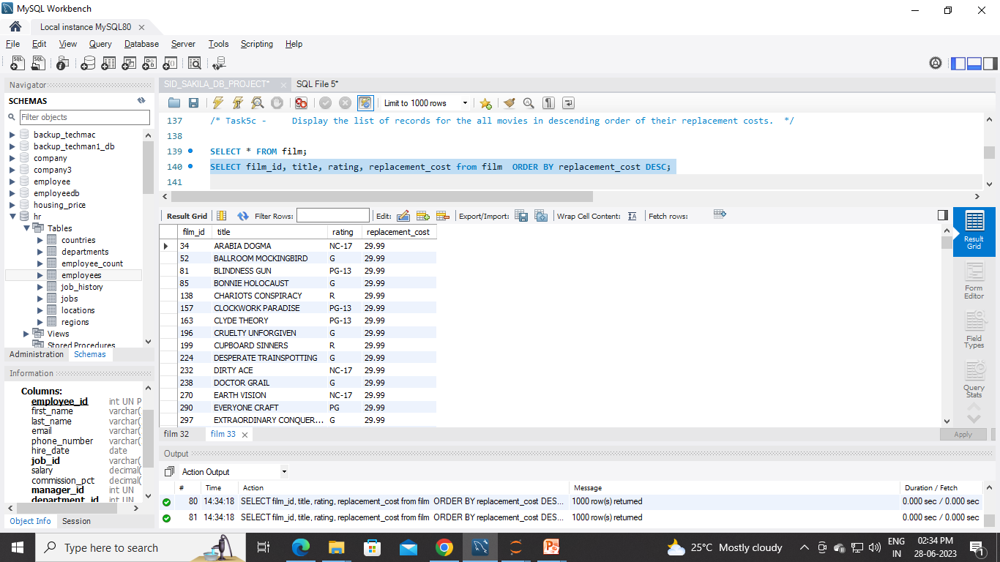 MySQL Workbench
Local instance MySQL80
File Edit View Query Database Server Tools Scripting Help
Navigator
SCHEMAS
Filter objects
backup_techmac
backup_techman1_db
company
company3
employee
employeedb
housing_price
hr
Tables
countries
departments
employee_count
employees
job_history
jobs
locations
regions
Views
Stored Procedures
Administration Schemas
Information
Columns:
employee_id int UN P
first_name varchar(
last_name varchar(
email varchar(
phone_number varchar(
hire_date date
job_id varchar(
salary decimal(
commission_pct decimal(
manager_id int UN
department_id int UN
Object Info Session
SID_SAKILA_DB_PROJECT* SQL File 5*
Limit to 1000 rows
137 /* Task5c - Display the list of records for the all movies in descending order of their replacement costs. */
138
139 SELECT * FROM film;
140 SELECT film_id, title, rating, replacement_cost from film ORDER BY replacement_cost DESC;
141
Result Grid Filter Rows: Edit: Export/Import: Wrap Cell Content: Fetch rows:
film_id title rating replacement_cost
34 ARABIA DOGMA NC-17 29.99
52 BALLROOM MOCKINGBIRD G 29.99
81 BLINDNESS GUN PG-13 29.99
85 BONNIE HOLOCAUST G 29.99
138 CHARIOTS CONSPIRACY R 29.99
157 CLOCKWORK PARADISE PG-13 29.99
163 CLYDE THEORY PG-13 29.99
196 CRUELTY UNFORGIVEN G 29.99
199 CUPBOARD SINNERS R 29.99
224 DESPERATE TRAINSPOTTING G 29.99
232 DIRTY ACE NC-17 29.99
238 DOCTOR GRAIL G 29.99
270 EARTH VISION NC-17 29.99
290 EVERYONE CRAFT PG 29.99
297 EXTRAORDINARY CONQUER... G 29.99
Result
Grid
Form
Editor
Field
Types
Query
Stats
film 32 film 33
Apply
Output
Action Output
# Time Action Message Duration / Fetch
80 14:34:18 SELECT film_id, title, rating, replacement_cost from film ORDER BY replacement_cost DES... 1000 row(s) returned 0.000 sec / 0.000 sec
81 14:34:18 SELECT film_id, title, rating, replacement_cost from film ORDER BY replacement_cost DES... 1000 row(s) returned 0.000 sec / 0.000 sec
Type here to search
25°C Mostly cloudy
ENG
IN
02:34 PM
28-06-2023
1